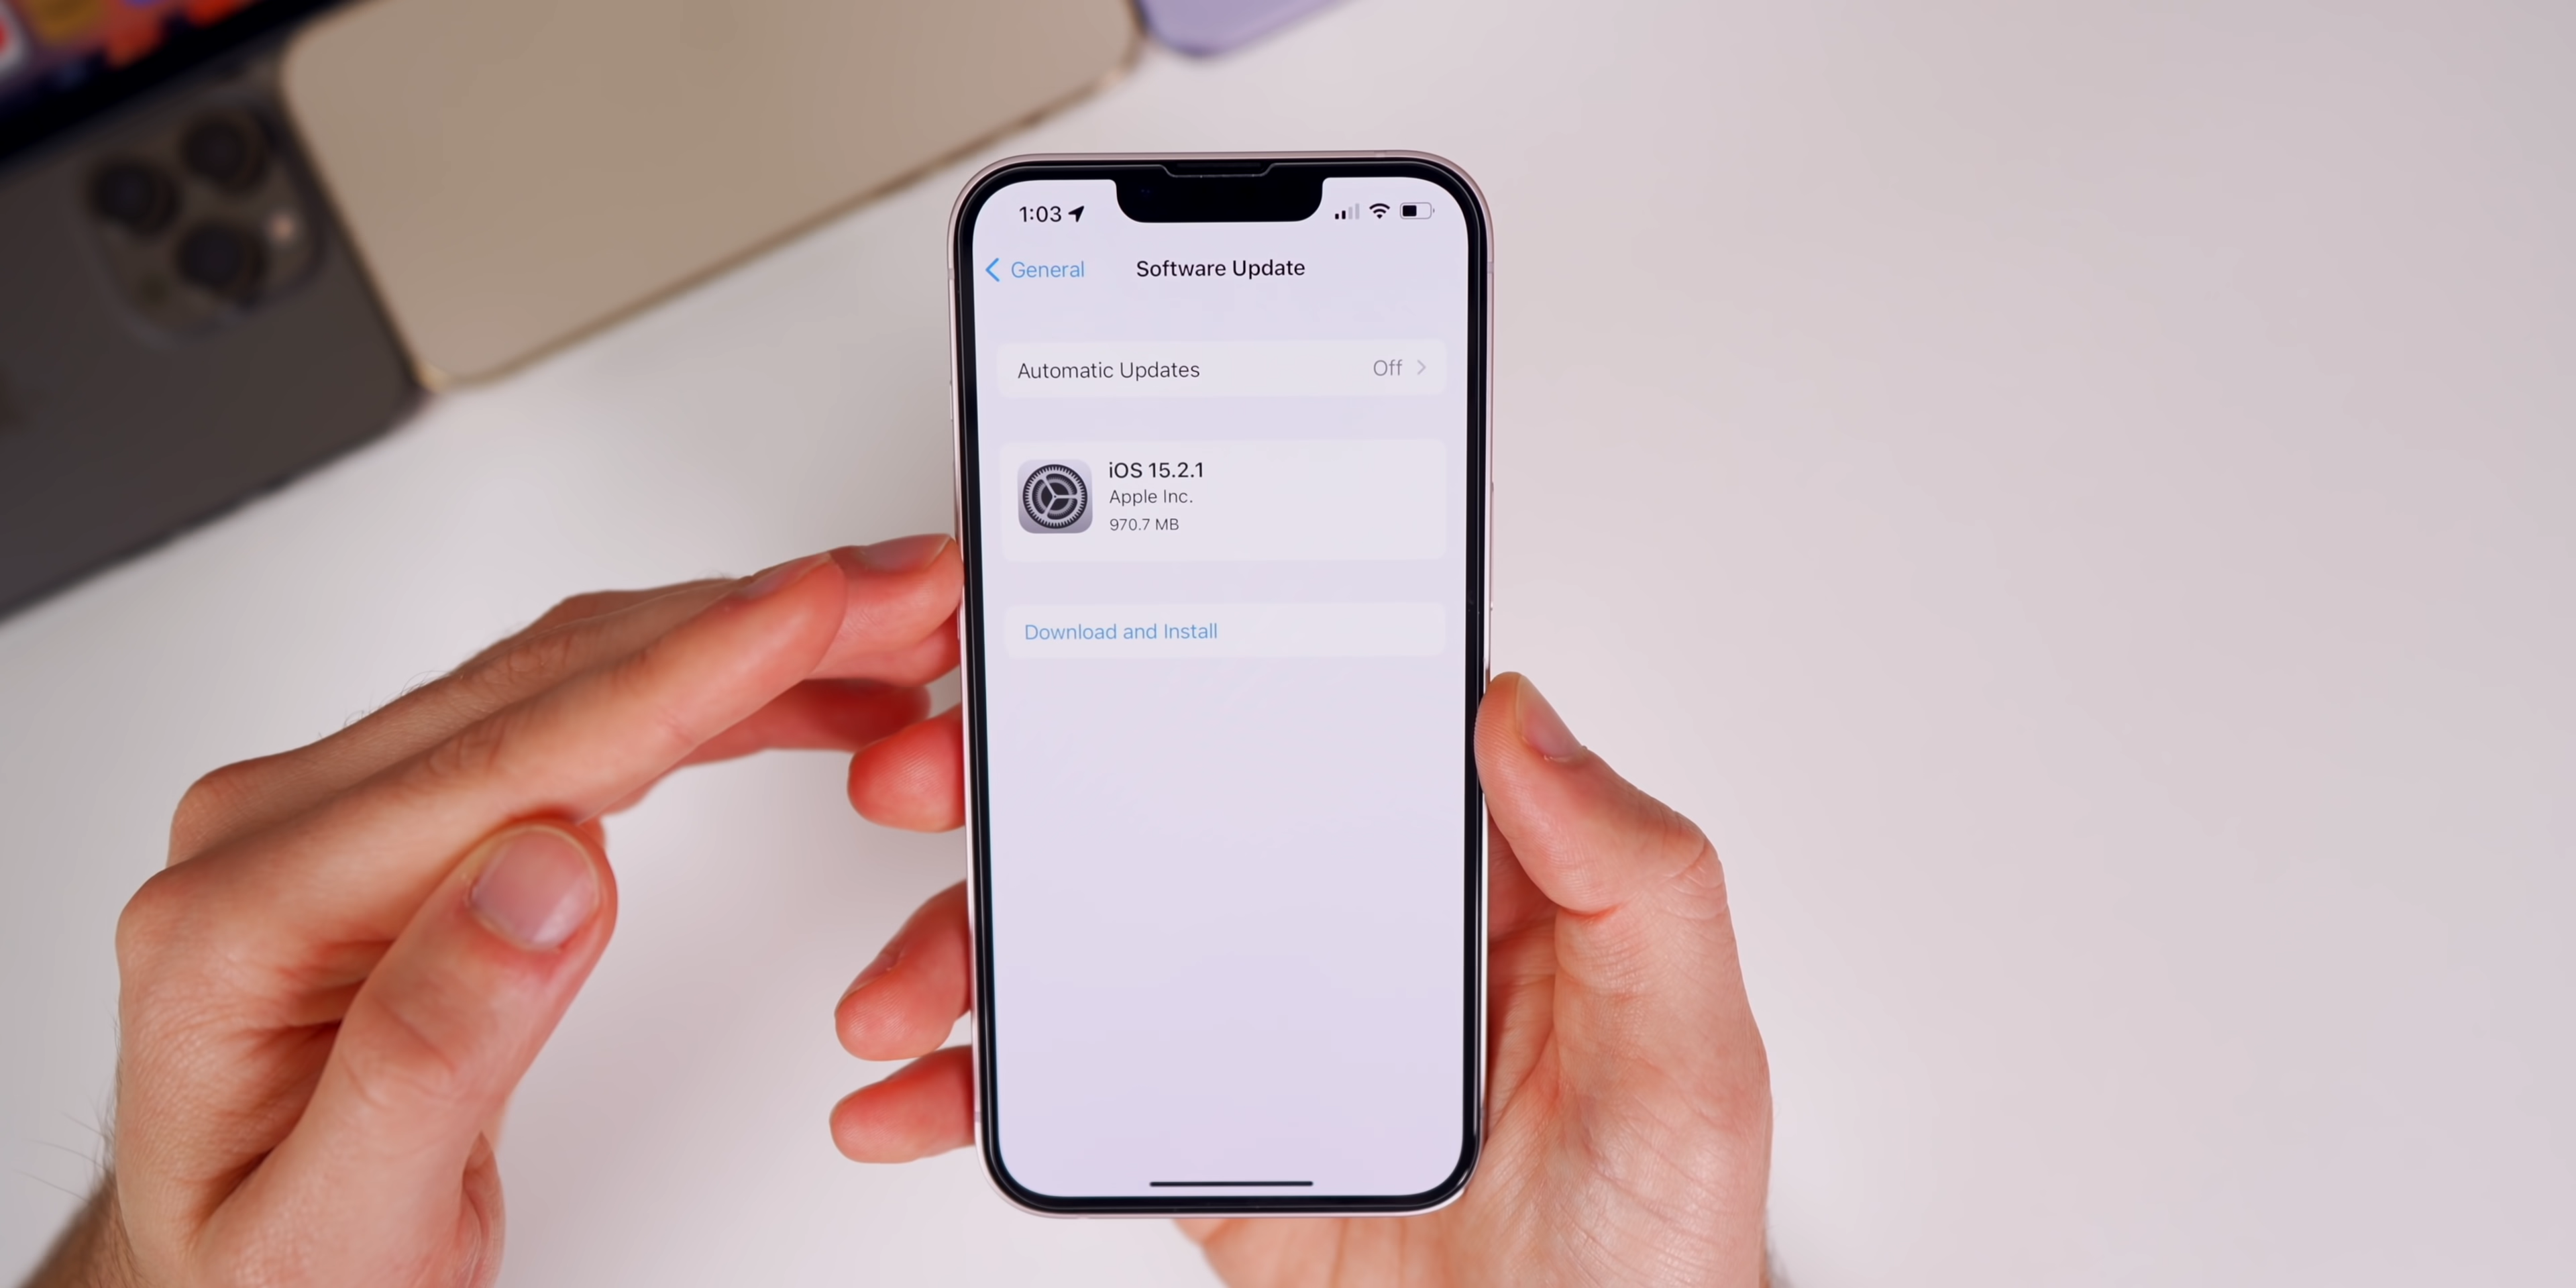 1:03
General
Software Update
Automatic Updates
Off
iOS 15.2.1
Apple Inc.
970.7 MB
Download and Install